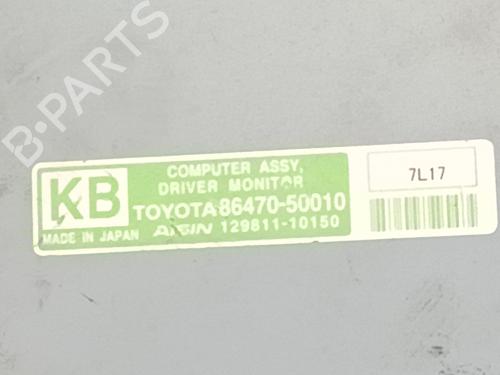 B-PARTS
KB
COMPUTER ASSY,
DRIVER MONITOR
TOYOTA 86470-50010
MADE IN JAPAN
AISIN 129811-10150
7L17